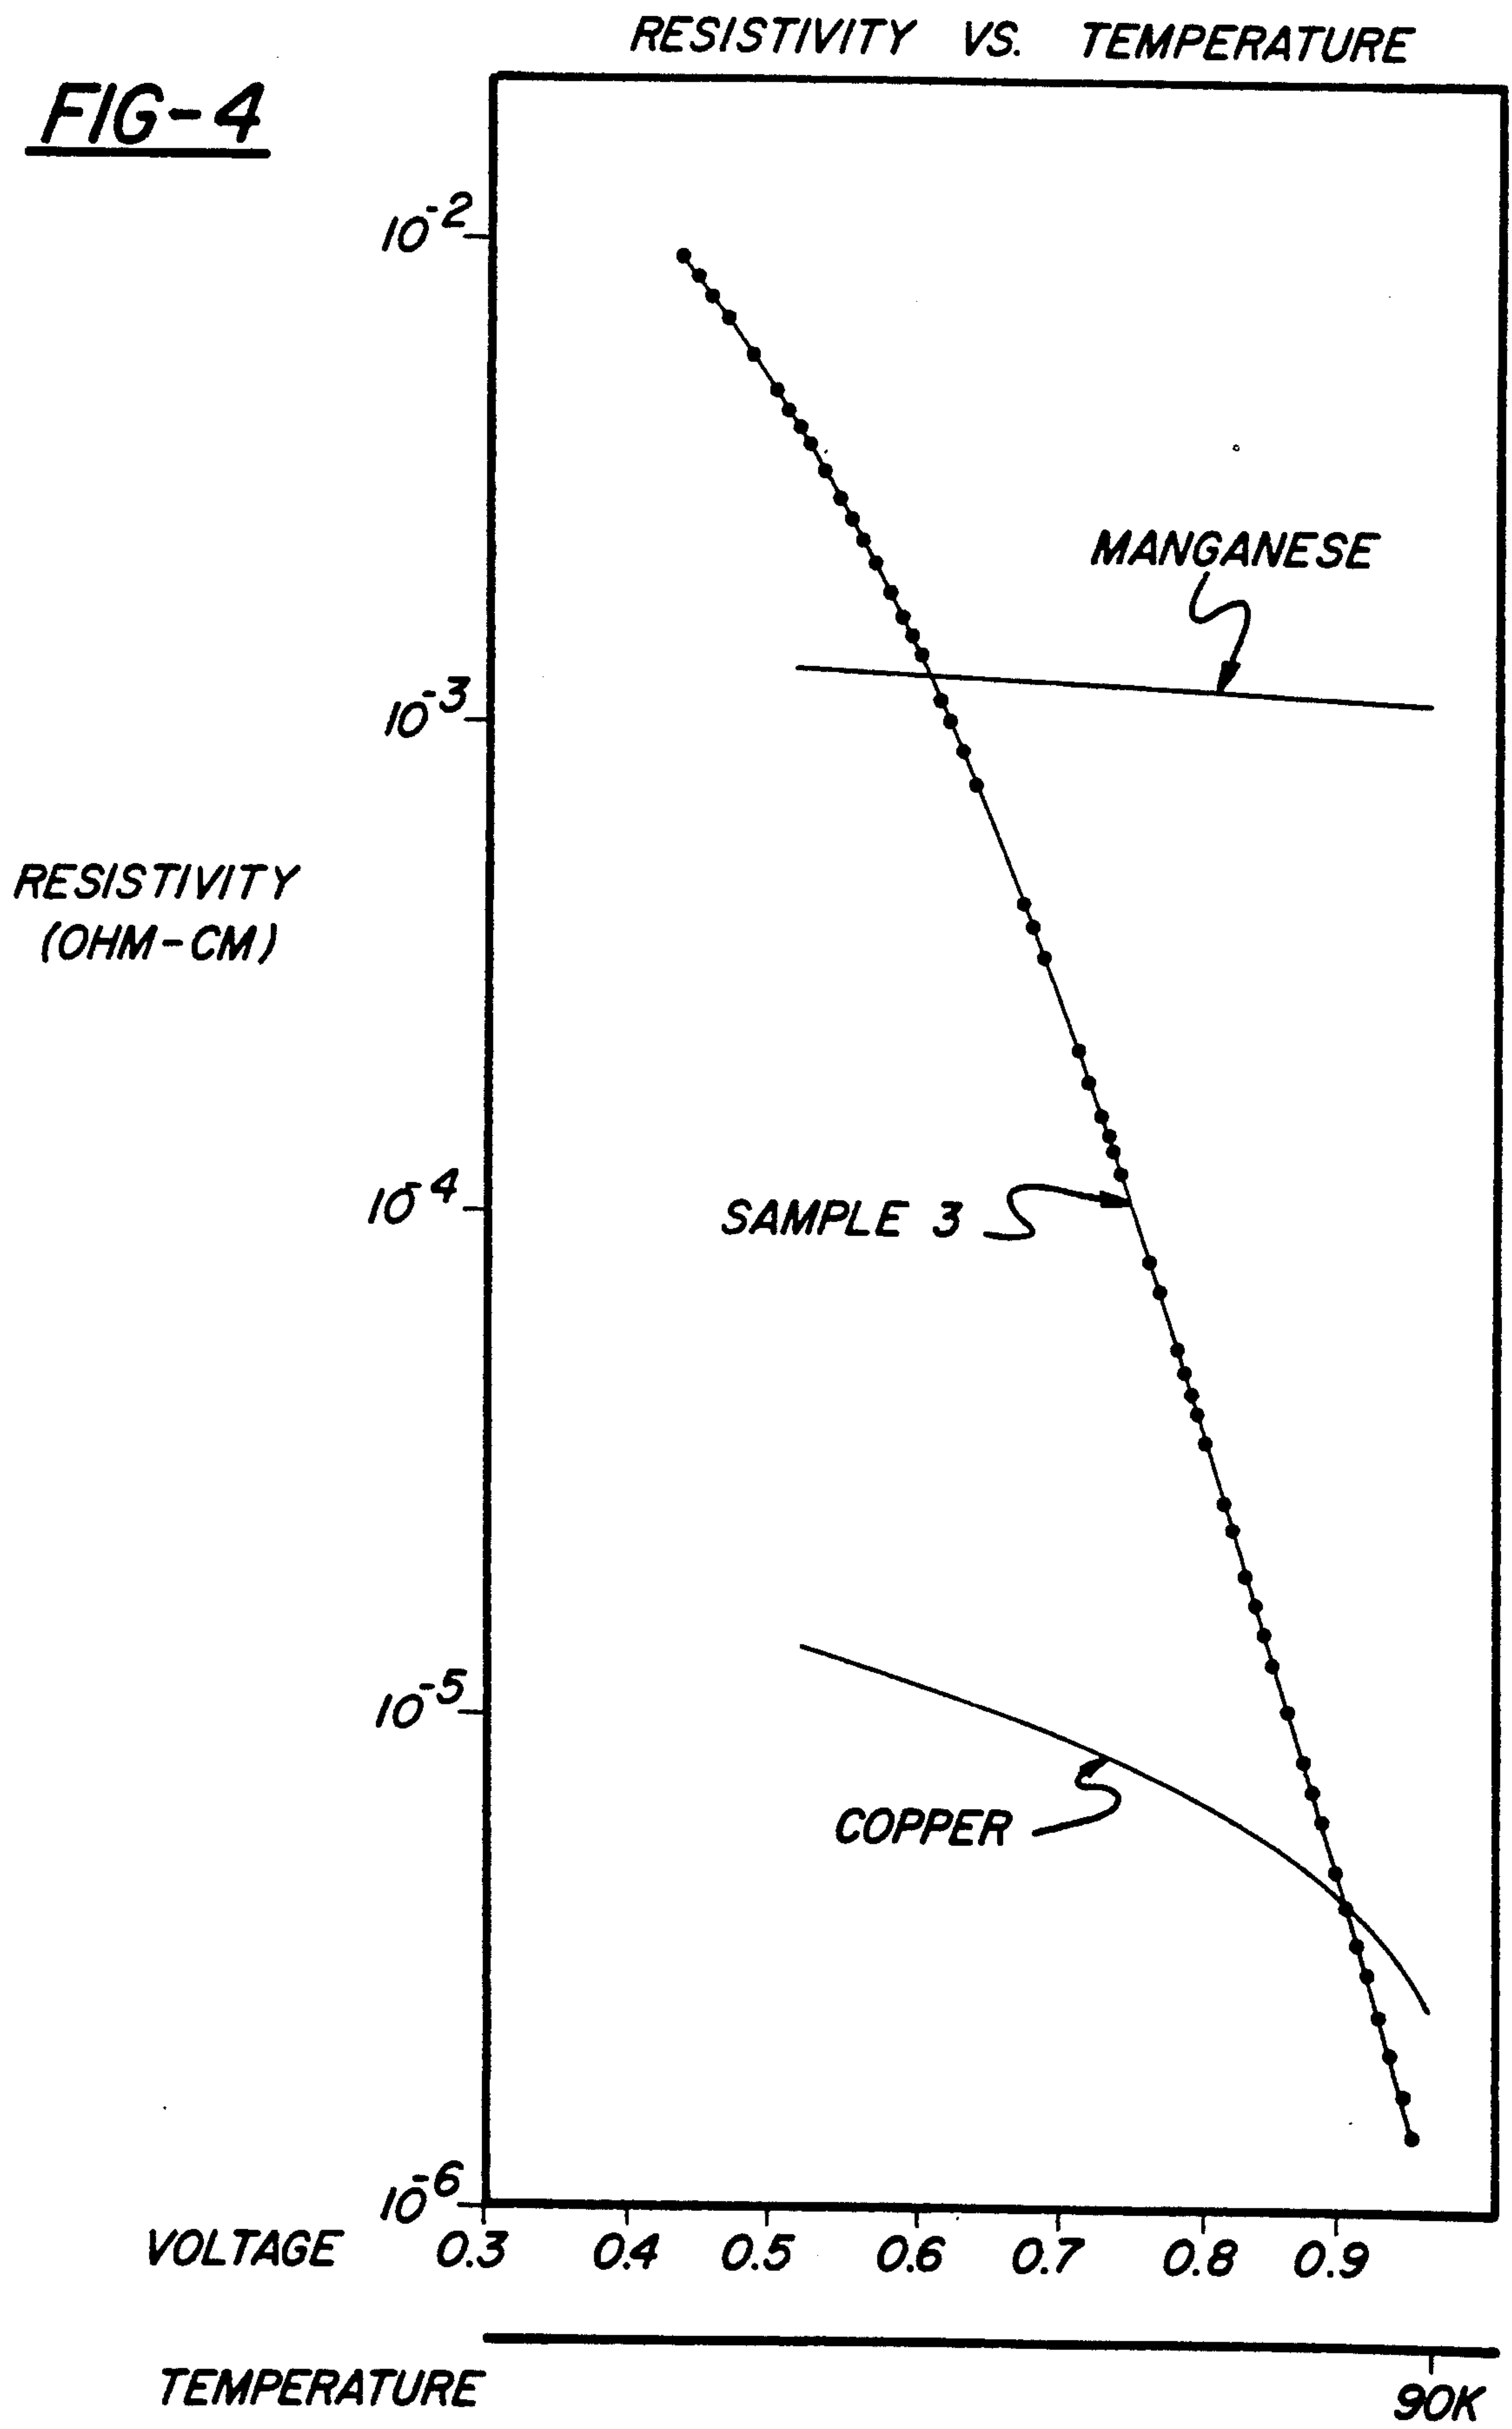 RESISTIVITY VS. TEMPERATURE
FIG-4
10^-2
MANGANESE
10^-3
RESISTIVITY
(OHM-CM)
10^-4
SAMPLE 3
10^-5
COPPER
10^-6
VOLTAGE 0.3 0.4 0.5 0.6 0.7 0.8 0.9
TEMPERATURE 90K